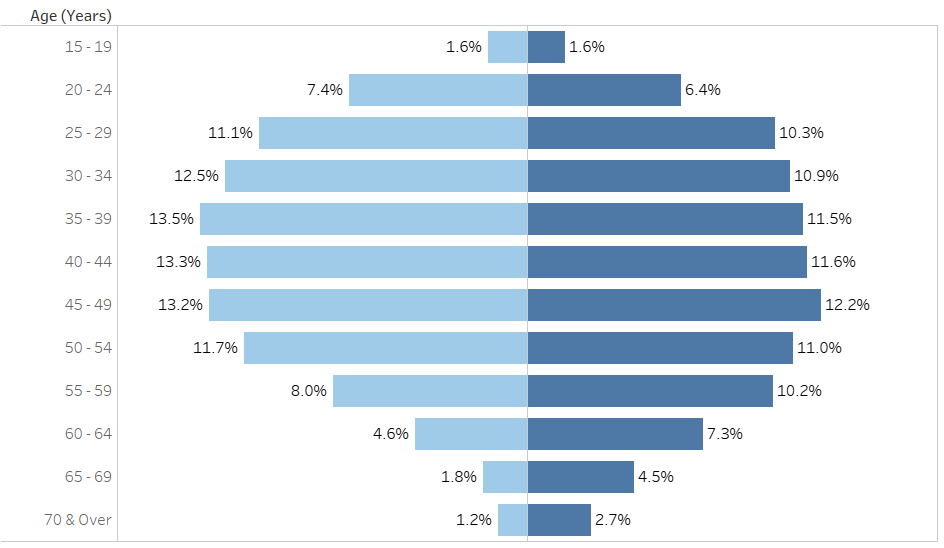 Age (Years)
15 - 19 1.6% 1.6%
20 - 24 7.4% 6.4%
25 - 29 11.1% 10.3%
30 - 34 12.5% 10.9%
35 - 39 13.5% 11.5%
40 - 44 13.3% 11.6%
45 - 49 13.2% 12.2%
50 - 54 11.7% 11.0%
55 - 59 8.0% 10.2%
60 - 64 4.6% 7.3%
65 - 69 1.8% 4.5%
70 & Over 1.2% 2.7%